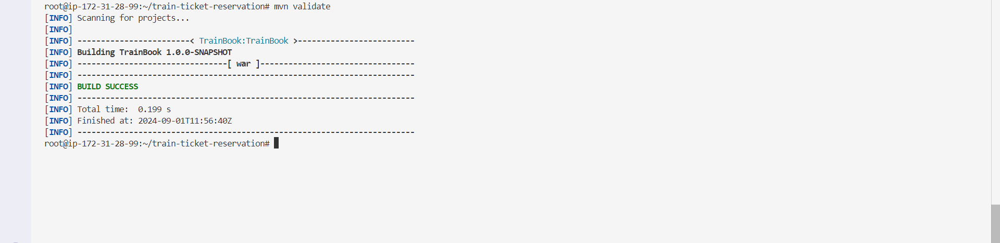 root@ip-172-31-28-99:~/train-ticket-reservation# mvn validate
[INFO] Scanning for projects...
[INFO]
[INFO] ------------------------< TrainBook:TrainBook >-------------------------
[INFO] Building TrainBook 1.0.0-SNAPSHOT
[INFO] --------------------------------[ war ]---------------------------------
[INFO] ------------------------------------------------------------------------
[INFO] BUILD SUCCESS
[INFO] ------------------------------------------------------------------------
[INFO] Total time:  0.199 s
[INFO] Finished at: 2024-09-01T11:56:40Z
[INFO] ------------------------------------------------------------------------
root@ip-172-31-28-99:~/train-ticket-reservation#